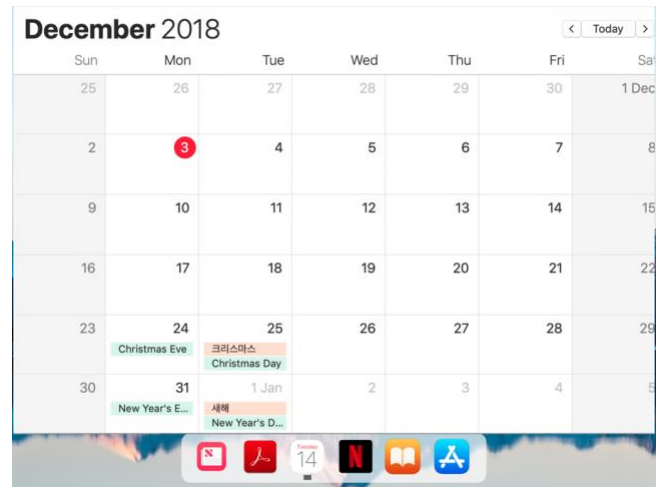 December 2018
< Today >
Sun Mon Tue Wed Thu Fri Sa
25 26 27 28 29 30 1 Dec
2 3 4 5 6 7 8
9 10 11 12 13 14 15
16 17 18 19 20 21 22
23 24 25 26 27 28 29
Christmas Eve 크리스마스
Christmas Day
30 31 1 Jan 2 3 4 5
New Year's E... 새해
New Year's D...
N N
Tuesday
14